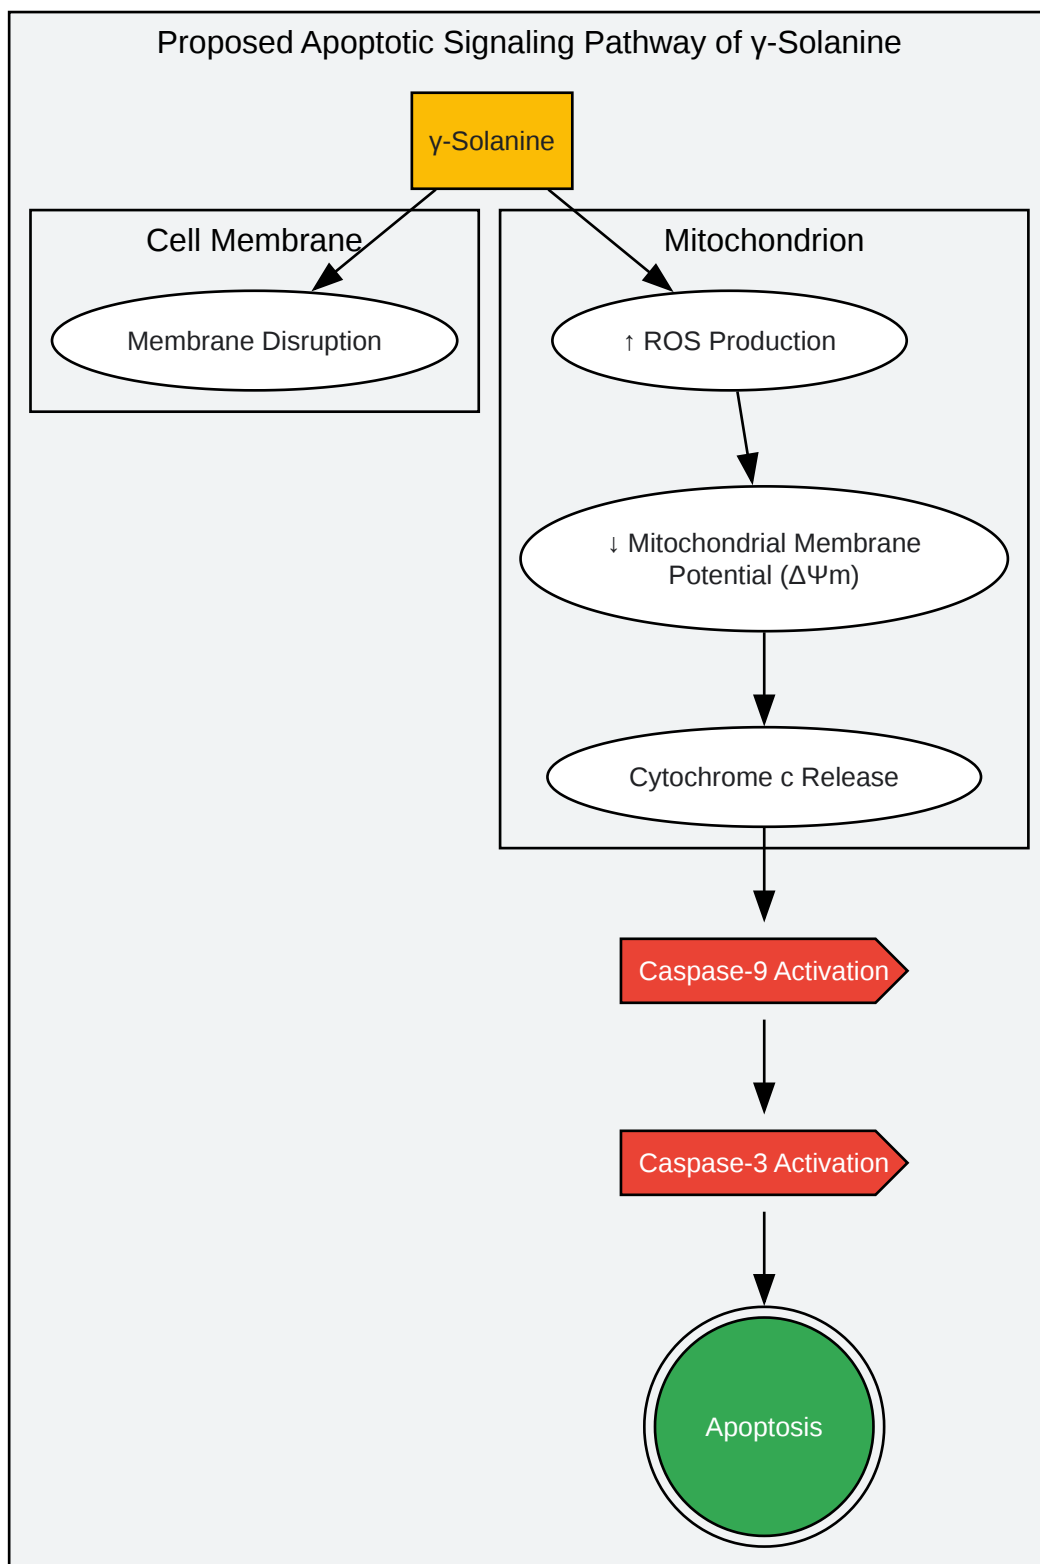 Proposed Apoptotic Signaling Pathway of γ-Solanine
γ-Solanine
Cell Membrane
Membrane Disruption
Mitochondrion
↑ ROS Production
↓ Mitochondrial Membrane
Potential (ΔΨm)
Cytochrome c Release
Caspase-9 Activation
Caspase-3 Activation
Apoptosis